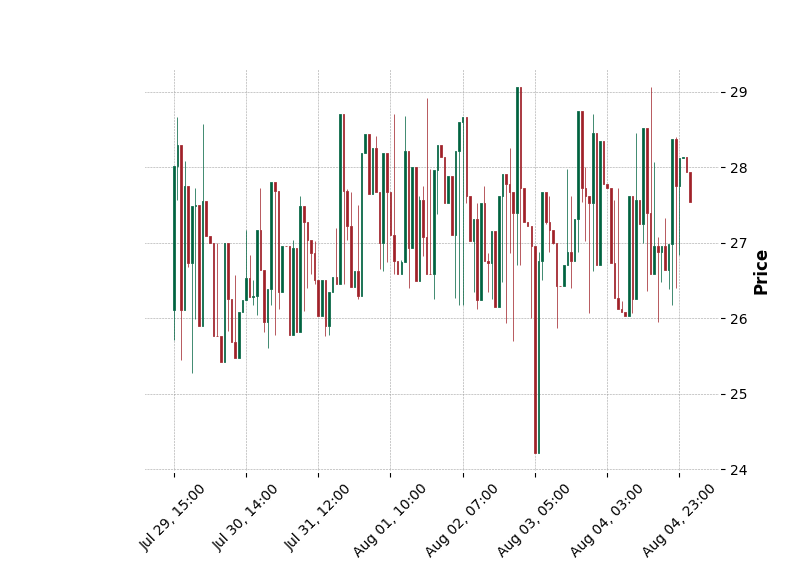 29
28
27
26
25
24
Price
Jul 29, 15:00
Jul 30, 14:00
Jul 31, 12:00
Aug 01, 10:00
Aug 02, 07:00
Aug 03, 05:00
Aug 04, 03:00
Aug 04, 23:00